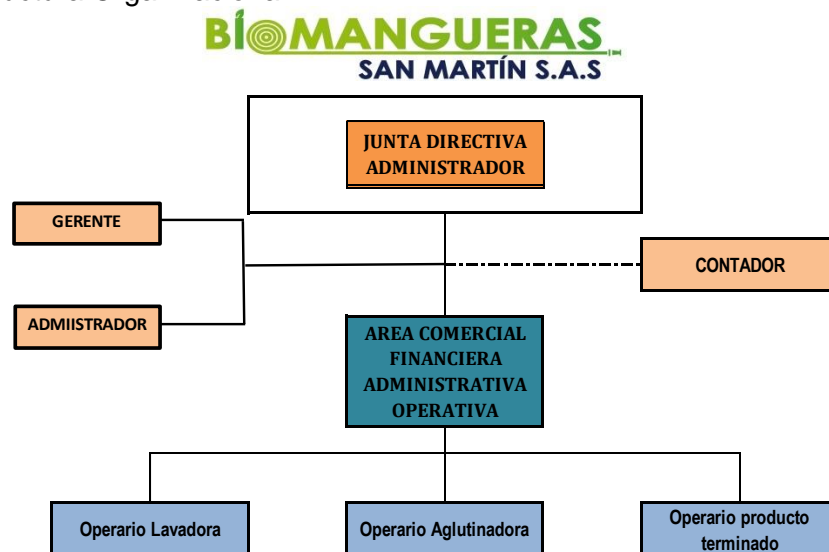 BÍOMANGUERAS
SAN MARTÍN S.A.S
JUNTA DIRECTIVA
ADMINISTRADOR
GERENTE
CONTADOR
ADMIISTRADOR
AREA COMERCIAL
FINANCIERA
ADMINISTRATIVA
OPERATIVA
Operario Lavadora
Operario Aglutinadora
Operario producto
terminado